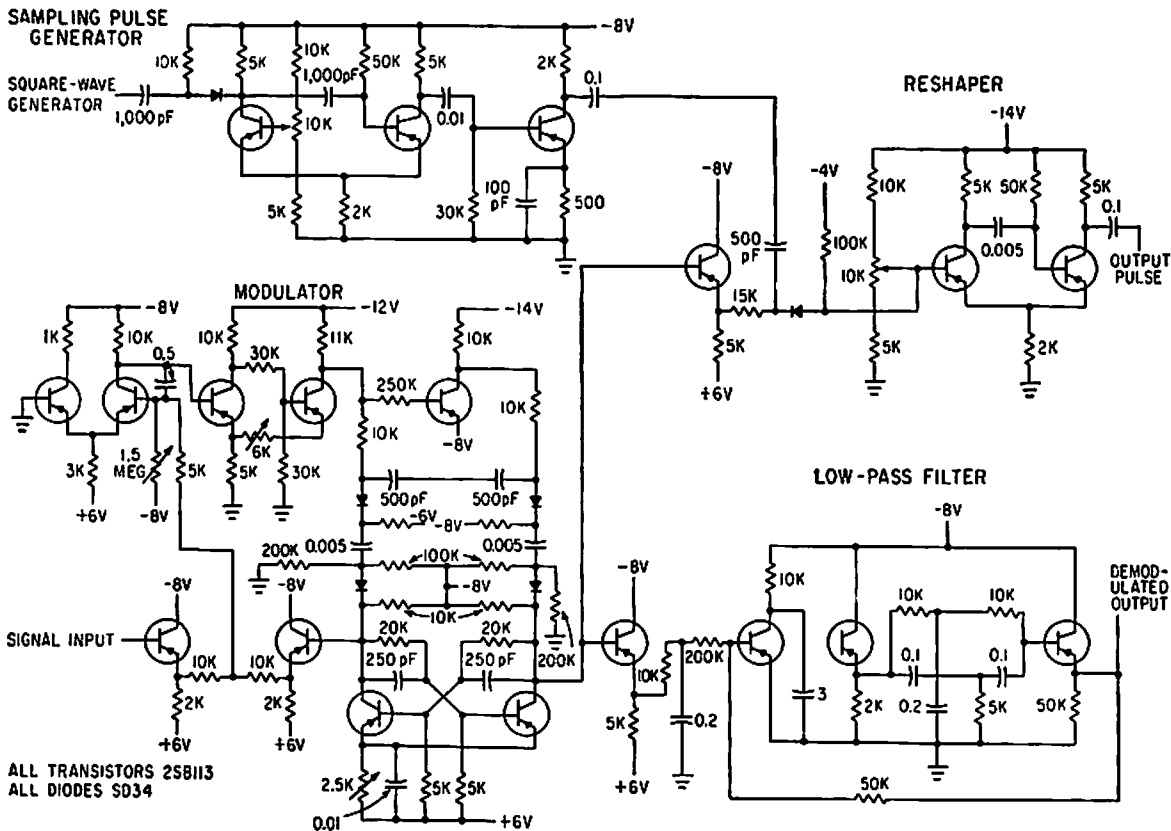 SAMPLING PULSE
GENERATOR
-8V
10K
5K
10K
50K
5K
2K
0.1
1,000pF
SQUARE-WAVE
GENERATOR
1,000pF
10K
0.01
100
pF
500
5K
2K
30K
RESHAPER
-14V
-8V
-4V
10K
5K
50K
5K
0.1
500
pF
100K
0.005
10K
OUTPUT
PULSE
15K
5K
5K
2K
+6V
MODULATOR
-8V
-12V
-14V
1K
10K
10K
11K
10K
0.5
30K
250K
10K
10K
-8V
6K
3K
1.5
MEG
5K
5K
30K
+6V
-8V
500pF
500pF
-6V
-8V
200K
0.005
100K
0.005
-8V
-8V
-8V
10K
SIGNAL INPUT
20K
20K
200K
10K
10K
250pF
250pF
2K
2K
+6V
+6V
2.5K
5K
5K
0.01
+6V
ALL TRANSISTORS 2SB113
ALL DIODES SD34
LOW-PASS FILTER
-8V
-8V
DEMOD-
ULATED
OUTPUT
10K
10K
10K
200K
10K
0.1
0.1
5K
0.2
3
2K
0.2
5K
50K
+6V
50K